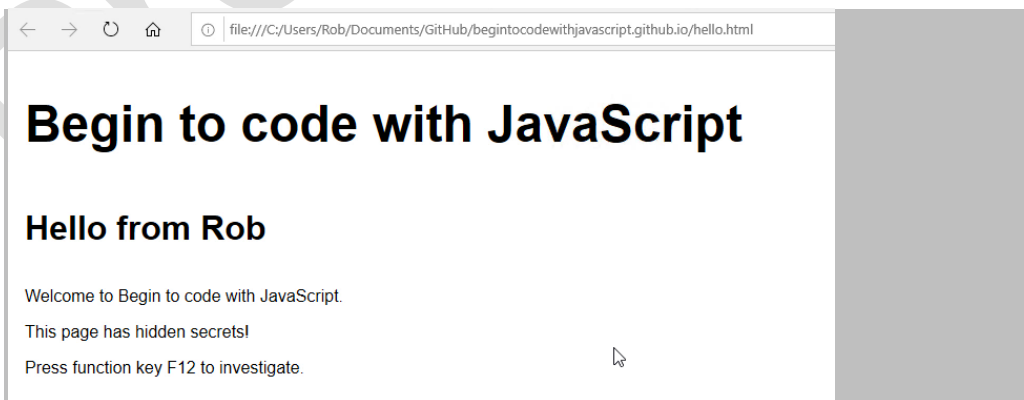 file:///C:/Users/Rob/Documents/GitHub/begintocodewithjavascript.github.io/hello.html
Begin to code with JavaScript
Hello from Rob
Welcome to Begin to code with JavaScript.
This page has hidden secrets!
Press function key F12 to investigate.